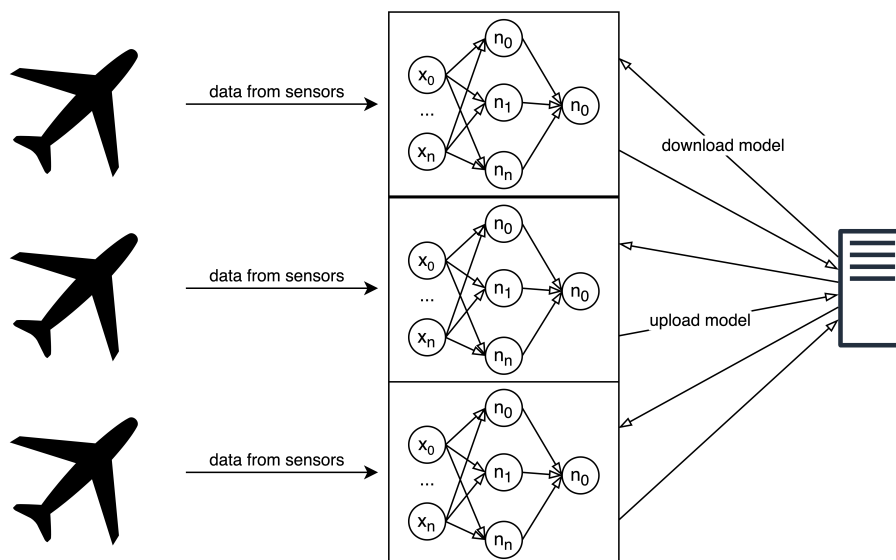 n₀
x₀
data from sensors
n₁
n₀
...
xₙ
nₙ
download model
n₀
x₀
data from sensors
n₁
n₀
...
xₙ
upload model
nₙ
n₀
x₀
data from sensors
n₁
n₀
...
xₙ
nₙ